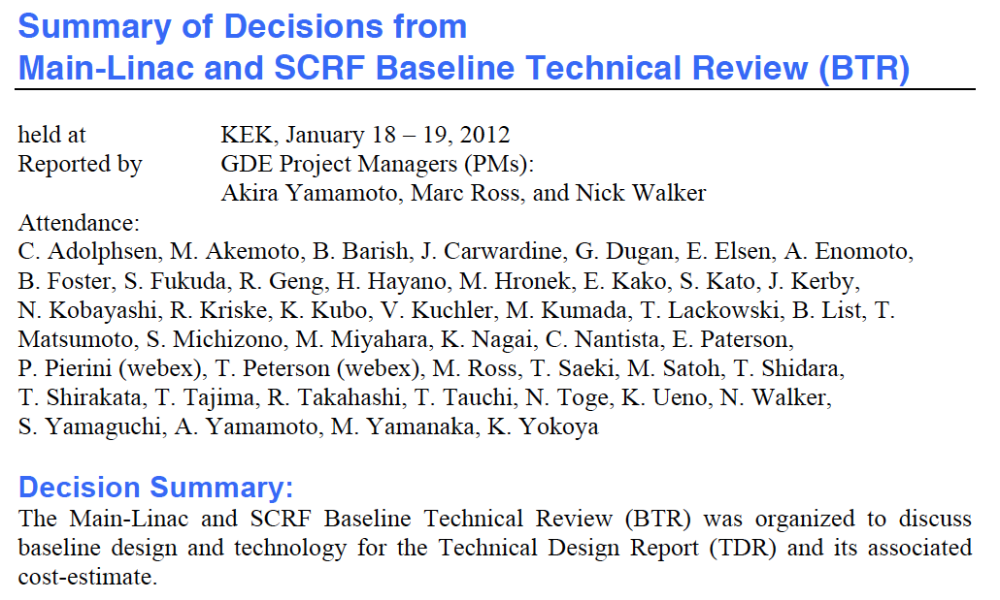 Summary of Decisions from
Main-Linac and SCRF Baseline Technical Review (BTR)
held at KEK, January 18 – 19, 2012
Reported by GDE Project Managers (PMs):
Akira Yamamoto, Marc Ross, and Nick Walker
Attendance:
C. Adolphsen, M. Akemoto, B. Barish, J. Carwardine, G. Dugan, E. Elsen, A. Enomoto,
B. Foster, S. Fukuda, R. Geng, H. Hayano, M. Hronek, E. Kako, S. Kato, J. Kerby,
N. Kobayashi, R. Kriske, K. Kubo, V. Kuchler, M. Kumada, T. Lackowski, B. List, T.
Matsumoto, S. Michizono, M. Miyahara, K. Nagai, C. Nantista, E. Paterson,
P. Pierini (webex), T. Peterson (webex), M. Ross, T. Saeki, M. Satoh, T. Shidara,
T. Shirakata, T. Tajima, R. Takahashi, T. Tauchi, N. Toge, K. Ueno, N. Walker,
S. Yamaguchi, A. Yamamoto, M. Yamanaka, K. Yokoya
Decision Summary:
The Main-Linac and SCRF Baseline Technical Review (BTR) was organized to discuss
baseline design and technology for the Technical Design Report (TDR) and its associated
cost-estimate.